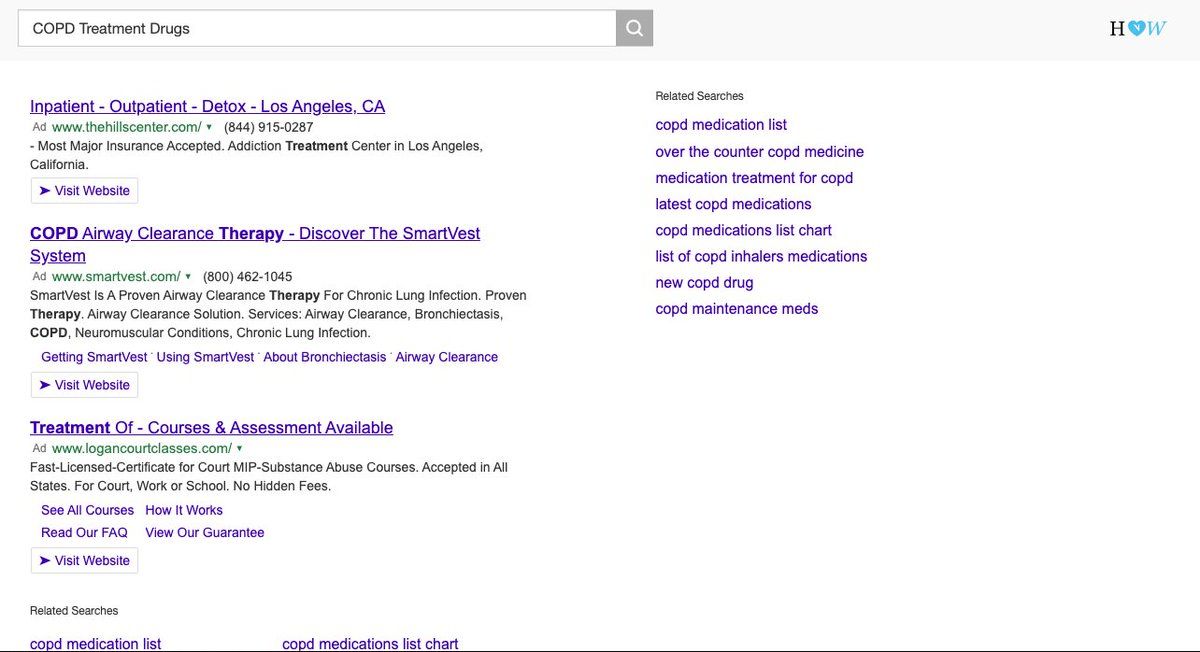 COPD Treatment Drugs
H W
Inpatient - Outpatient - Detox - Los Angeles, CA
Ad www.thehillscenter.com/ ▼ (844) 915-0287
- Most Major Insurance Accepted. Addiction Treatment Center in Los Angeles,
California.
➤ Visit Website
COPD Airway Clearance Therapy - Discover The SmartVest
System
Ad www.smartvest.com/ ▼ (800) 462-1045
SmartVest Is A Proven Airway Clearance Therapy For Chronic Lung Infection. Proven
Therapy. Airway Clearance Solution. Services: Airway Clearance, Bronchiectasis,
COPD, Neuromuscular Conditions, Chronic Lung Infection.
Getting SmartVest · Using SmartVest · About Bronchiectasis · Airway Clearance
➤ Visit Website
Treatment Of - Courses & Assessment Available
Ad www.logancourtclasses.com/ ▼
Fast-Licensed-Certificate for Court MIP-Substance Abuse Courses. Accepted in All
States. For Court, Work or School. No Hidden Fees.
See All Courses How It Works
Read Our FAQ View Our Guarantee
➤ Visit Website
Related Searches
copd medication list copd medications list chart
Related Searches
copd medication list
over the counter copd medicine
medication treatment for copd
latest copd medications
copd medications list chart
list of copd inhalers medications
new copd drug
copd maintenance meds